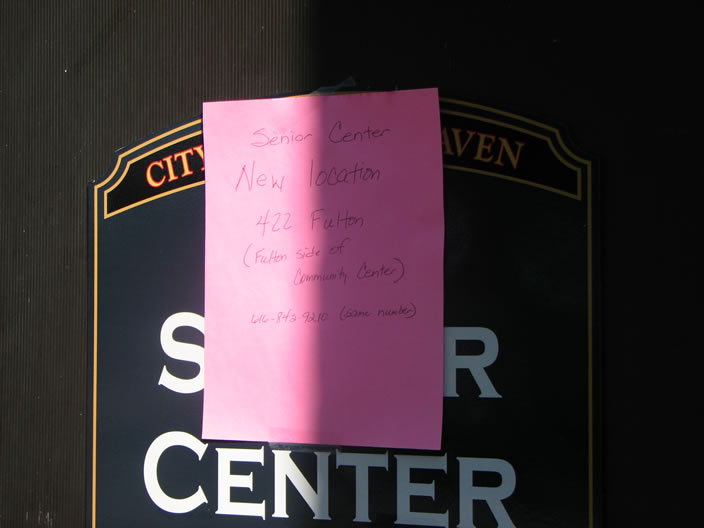 CITY AVEN
Senior Center
New location
422 Fulton
(Fulton side of
Community Center)
616-842-9210 (same number)
S R
CENTER